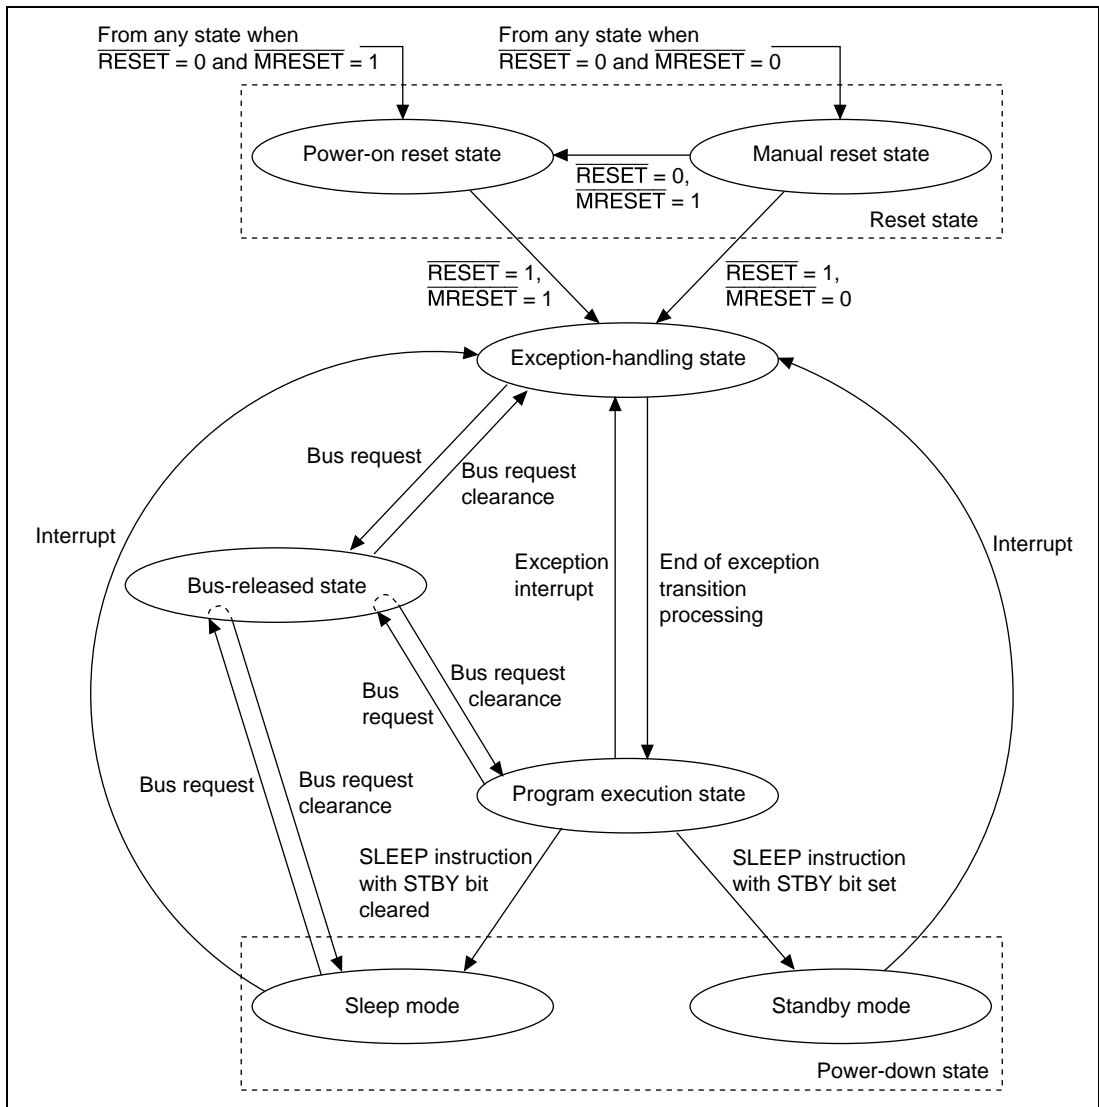 From any state when
RESET = 0 and MRESET = 1
From any state when
RESET = 0 and MRESET = 0
Power-on reset state
Manual reset state
RESET = 0,
MRESET = 1
Reset state
RESET = 1,
MRESET = 1
RESET = 1,
MRESET = 0
Exception-handling state
Bus request
Bus request
clearance
Interrupt
Interrupt
Exception
interrupt
End of exception
transition
processing
Bus-released state
Bus
request
Bus request
clearance
Bus request
Bus request
clearance
Program execution state
SLEEP instruction
with STBY bit
cleared
SLEEP instruction
with STBY bit set
Sleep mode
Standby mode
Power-down state